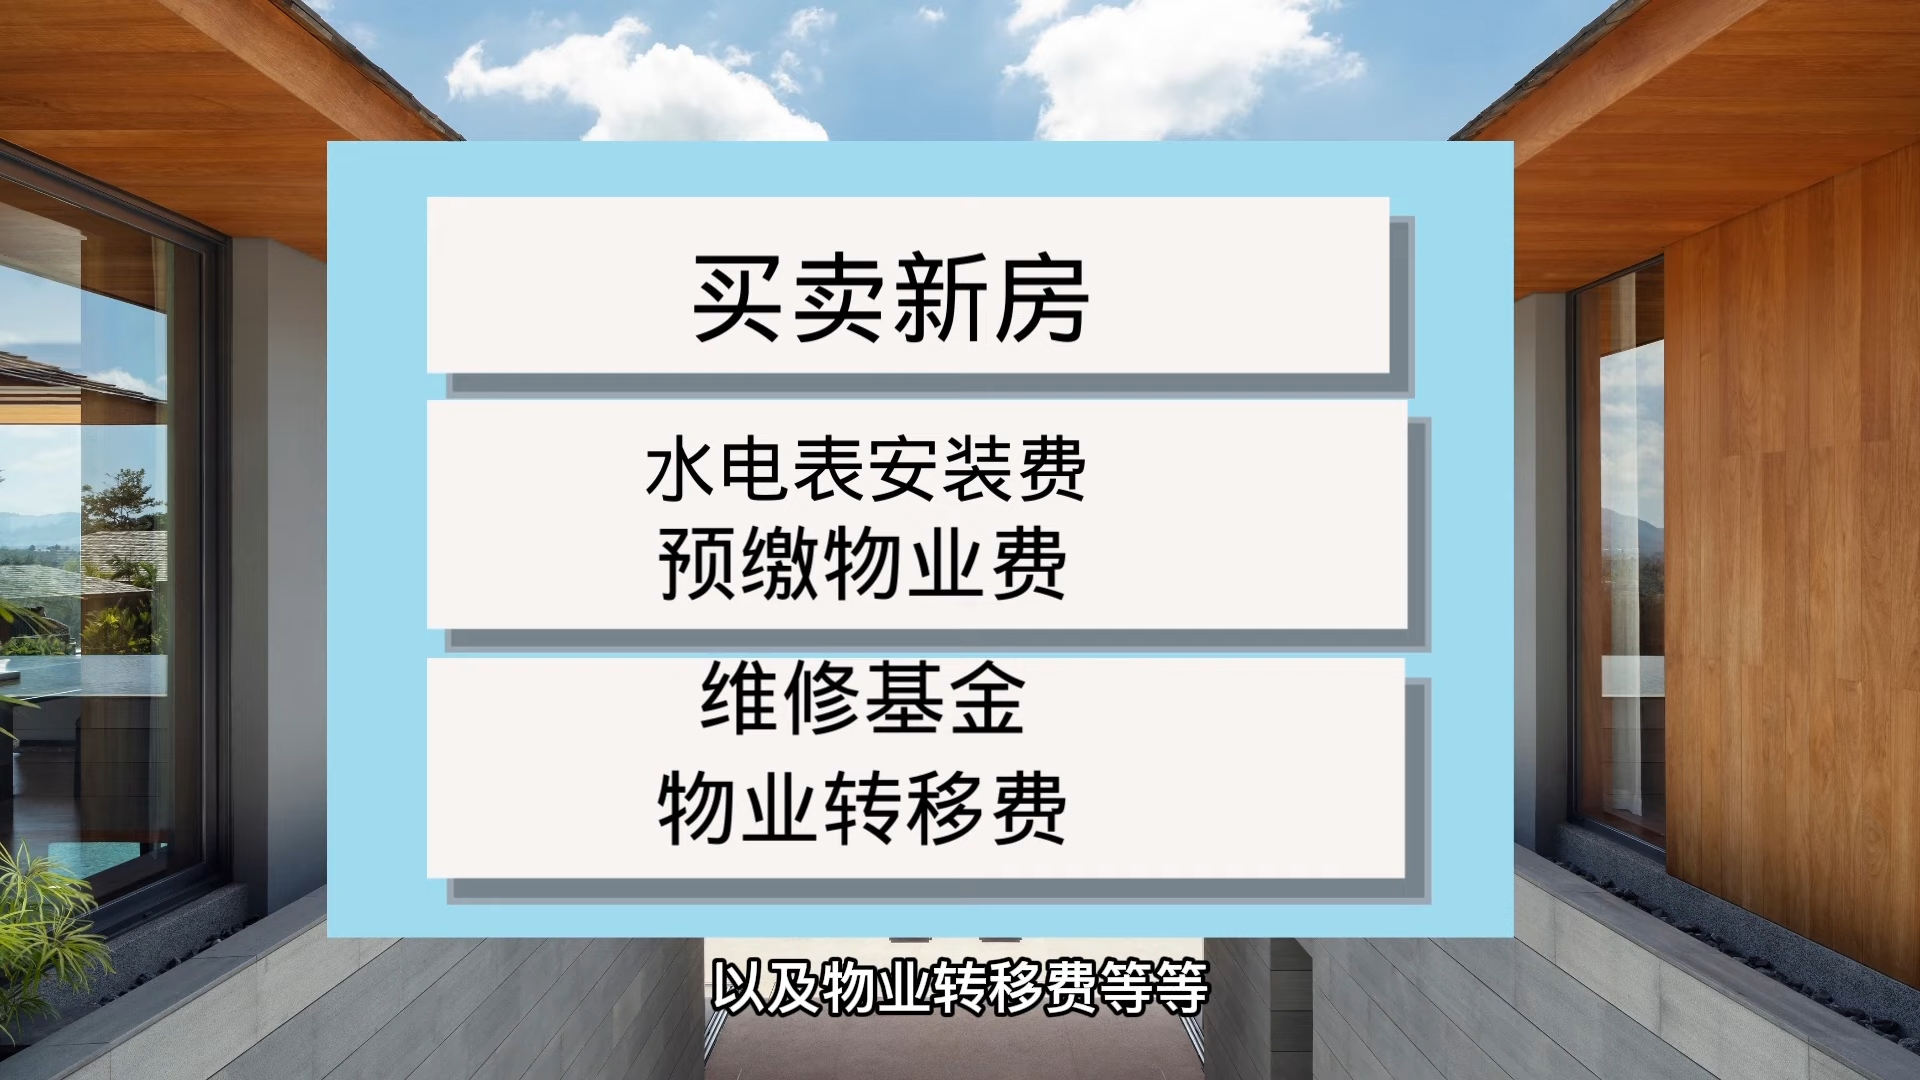 买卖新房
水电表安装费
预缴物业费
维修基金
物业转移费
以及物业转移费等等